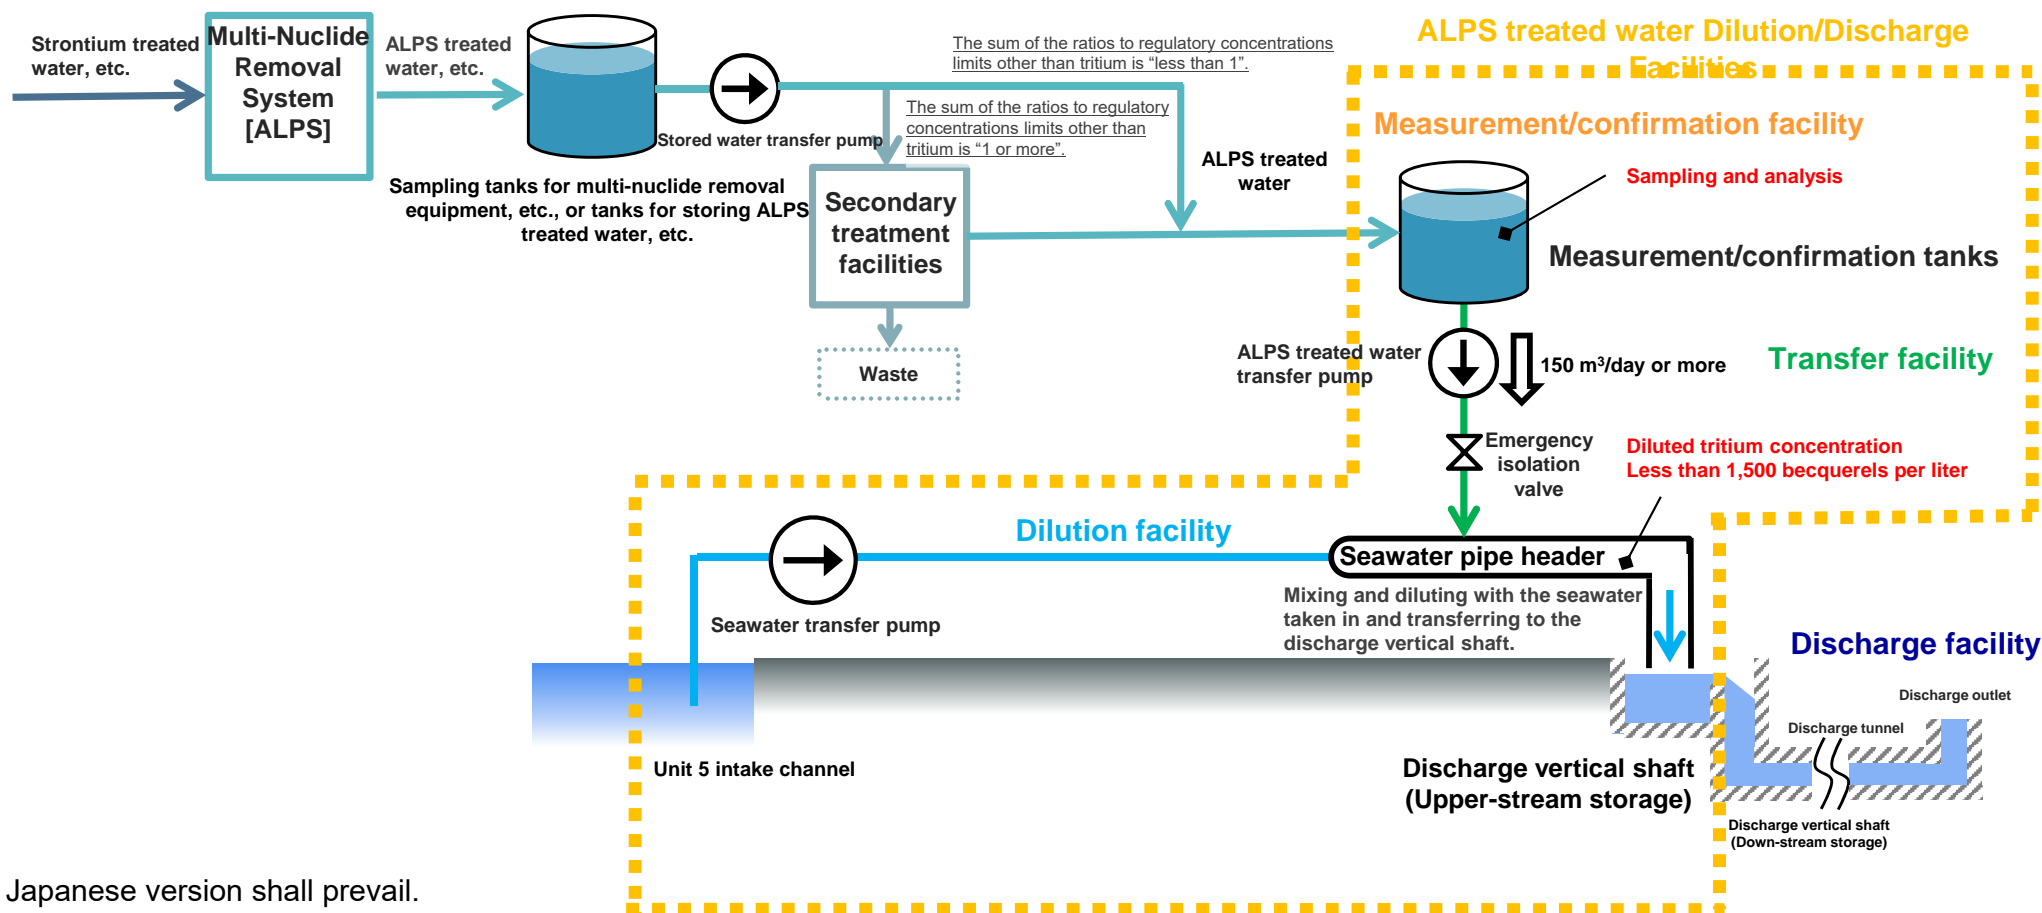 Strontium treated
water, etc.
Multi-Nuclide
Removal
System
[ALPS]
ALPS treated
water, etc.
Stored water transfer pump
Sampling tanks for multi-nuclide removal
equipment, etc., or tanks for storing ALPS
treated water, etc.
The sum of the ratios to regulatory concentrations
limits other than tritium is “less than 1”.
The sum of the ratios to regulatory
concentrations limits other than
tritium is “1 or more”.
Secondary
treatment
facilities
Waste
ALPS treated
water
ALPS treated water Dilution/Discharge
Facilities
Measurement/confirmation facility
Sampling and analysis
Measurement/confirmation tanks
ALPS treated water
transfer pump
150 m³/day or more
Transfer facility
Emergency
isolation
valve
Diluted tritium concentration
Less than 1,500 becquerels per liter
Dilution facility
Seawater pipe header
Seawater transfer pump
Mixing and diluting with the seawater
taken in and transferring to the
discharge vertical shaft.
Discharge facility
Discharge outlet
Discharge tunnel
Unit 5 intake channel
Discharge vertical shaft
(Upper-stream storage)
Discharge vertical shaft
(Down-stream storage)
Japanese version shall prevail.